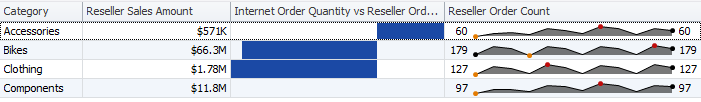 Category Reseller Sales Amount Internet Order Quantity vs Reseller Ord... Reseller Order Count
Accessories $571K 60 60
Bikes $66.3M 179 179
Clothing $1.78M 127 127
Components $11.8M 97 97